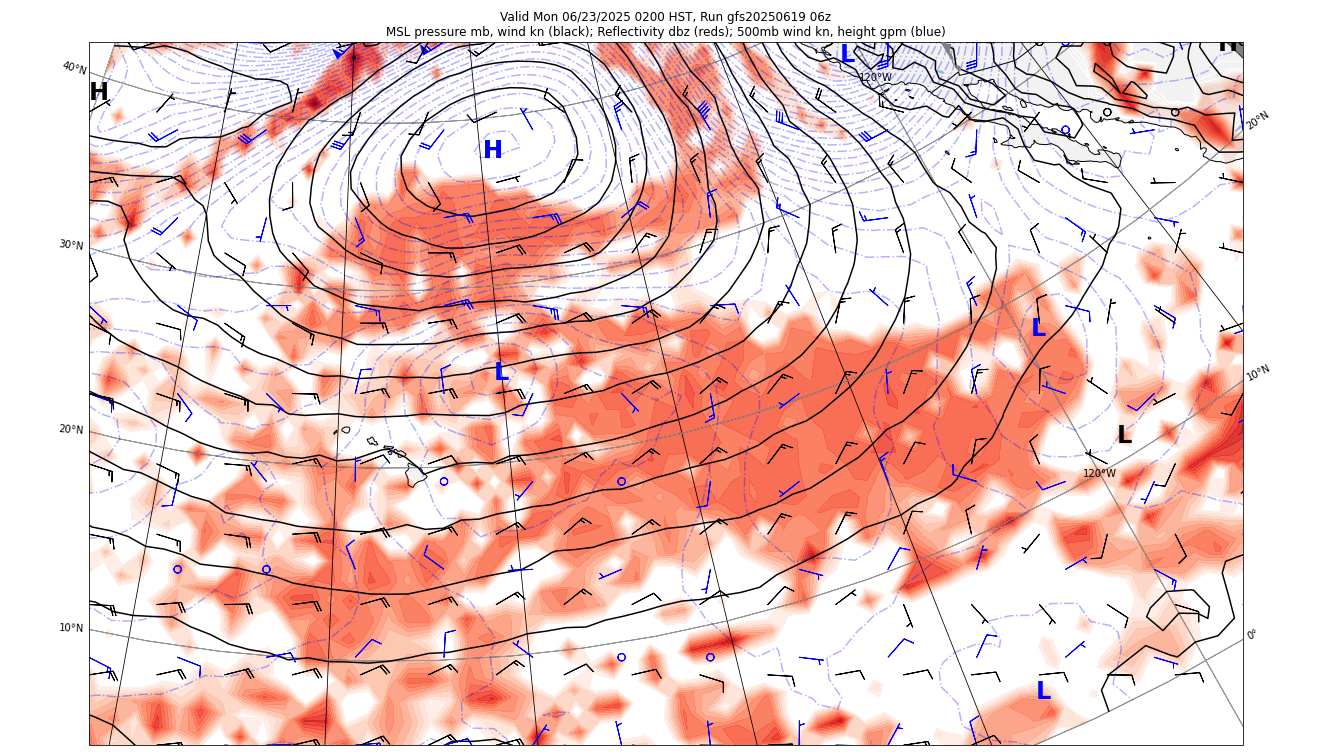 Valid Mon 06/23/2025 0200 HST, Run gfs20250619 06z
MSL pressure mb, wind kn (black); Reflectivity dbz (reds); 500mb wind kn, height gpm (blue)
H
L
40°N
120°W
H
20°N
H
30°N
L
L
10°N
20°N
L
120°W
10°N
0°
L